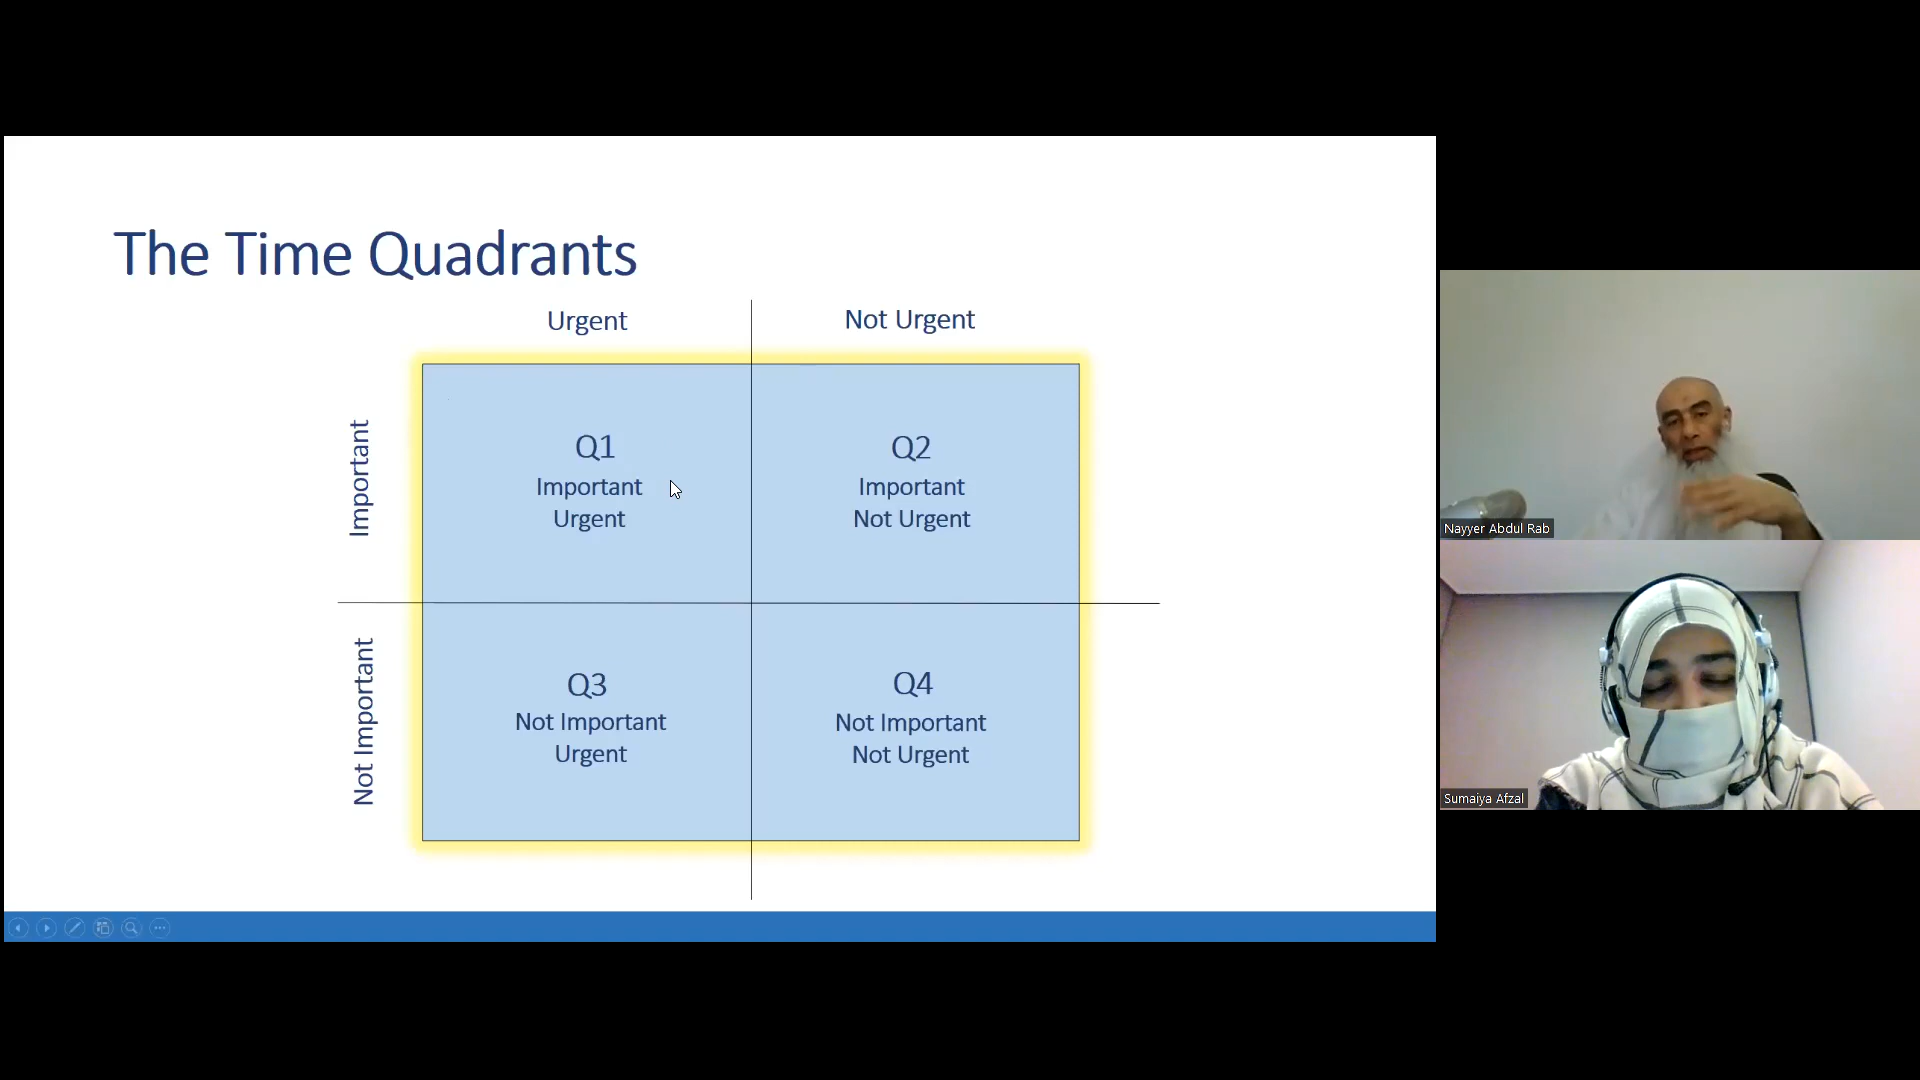 The Time Quadrants
Urgent
Not Urgent
Important
Q1
Important
Urgent
Q2
Important
Not Urgent
Not Important
Q3
Not Important
Urgent
Q4
Not Important
Not Urgent
Nayyer Abdul Rab
Sumaiya Afzal